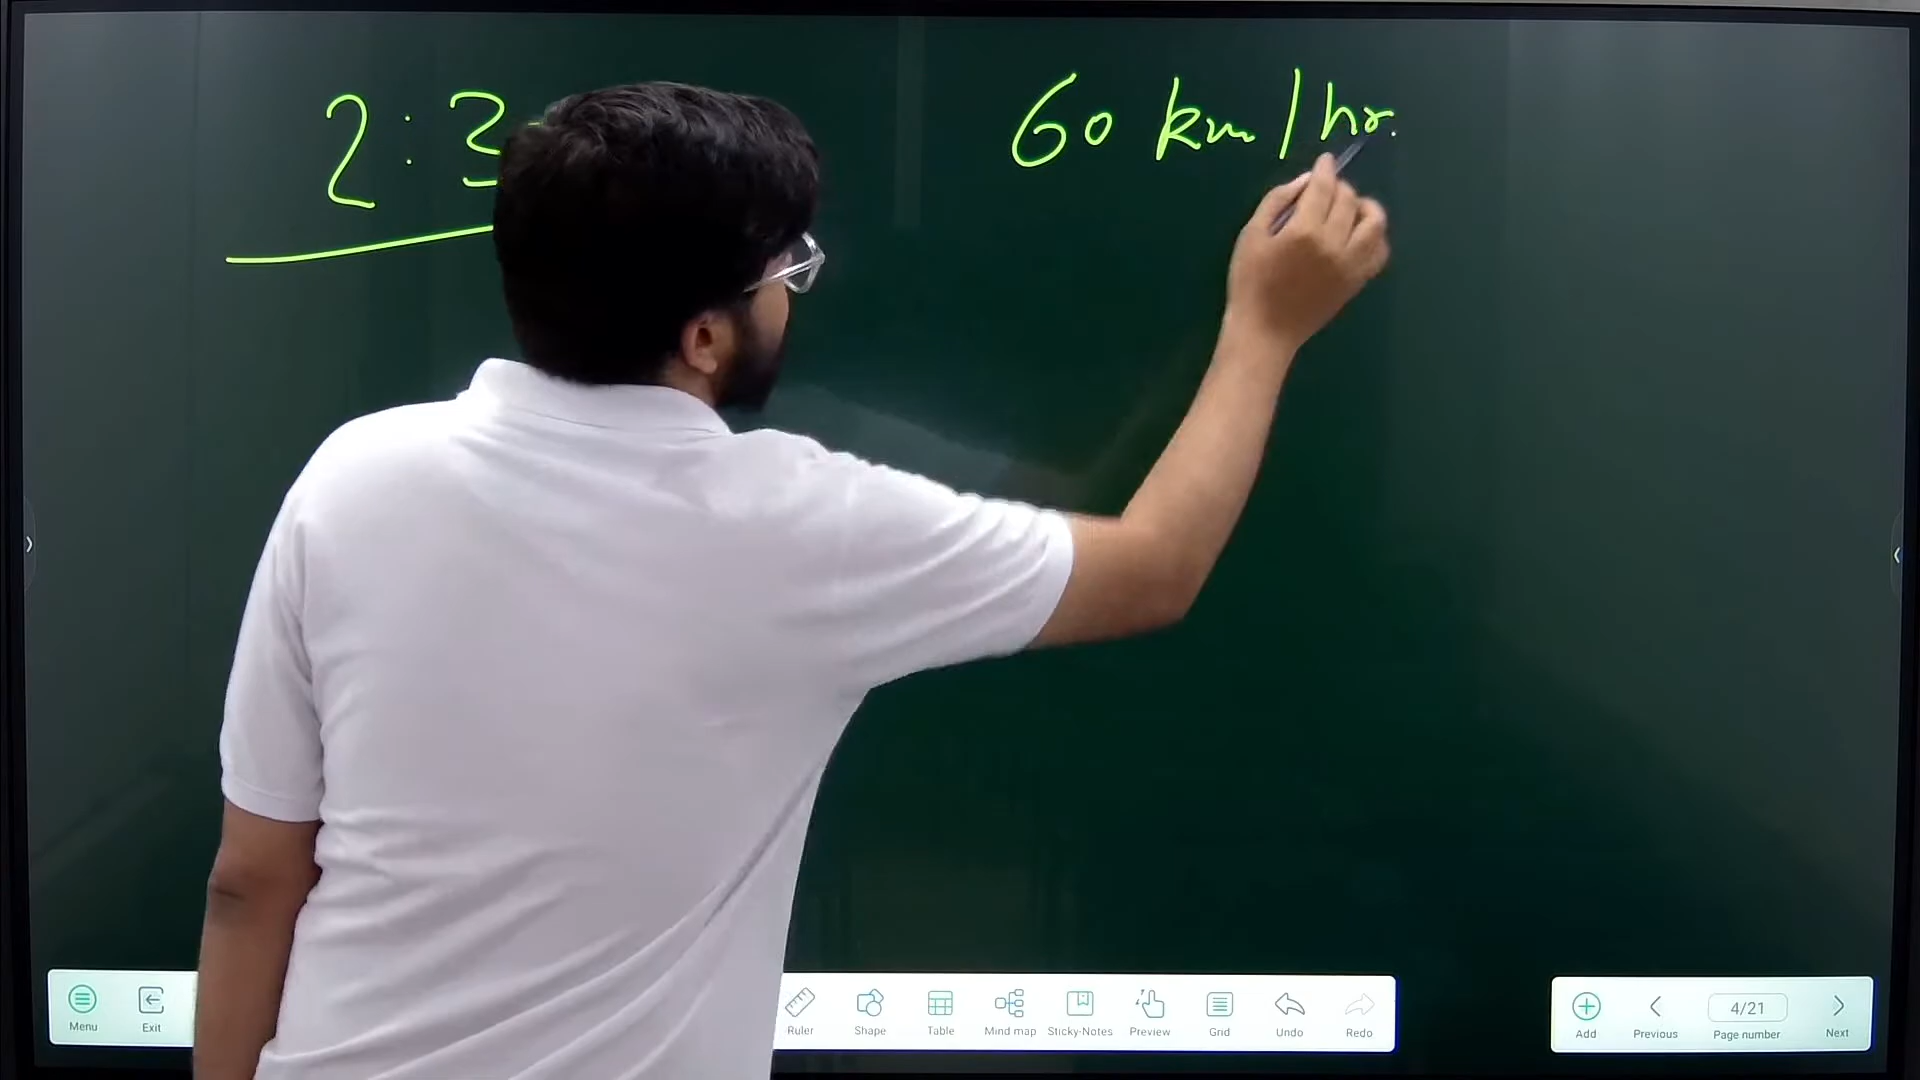 2 : 3
60 km/hr.
Menu
Exit
Ruler
Shape
Table
Mind map
Sticky-Notes
Preview
Grid
Undo
Redo
Add
Previous
4/21
Page number
Next